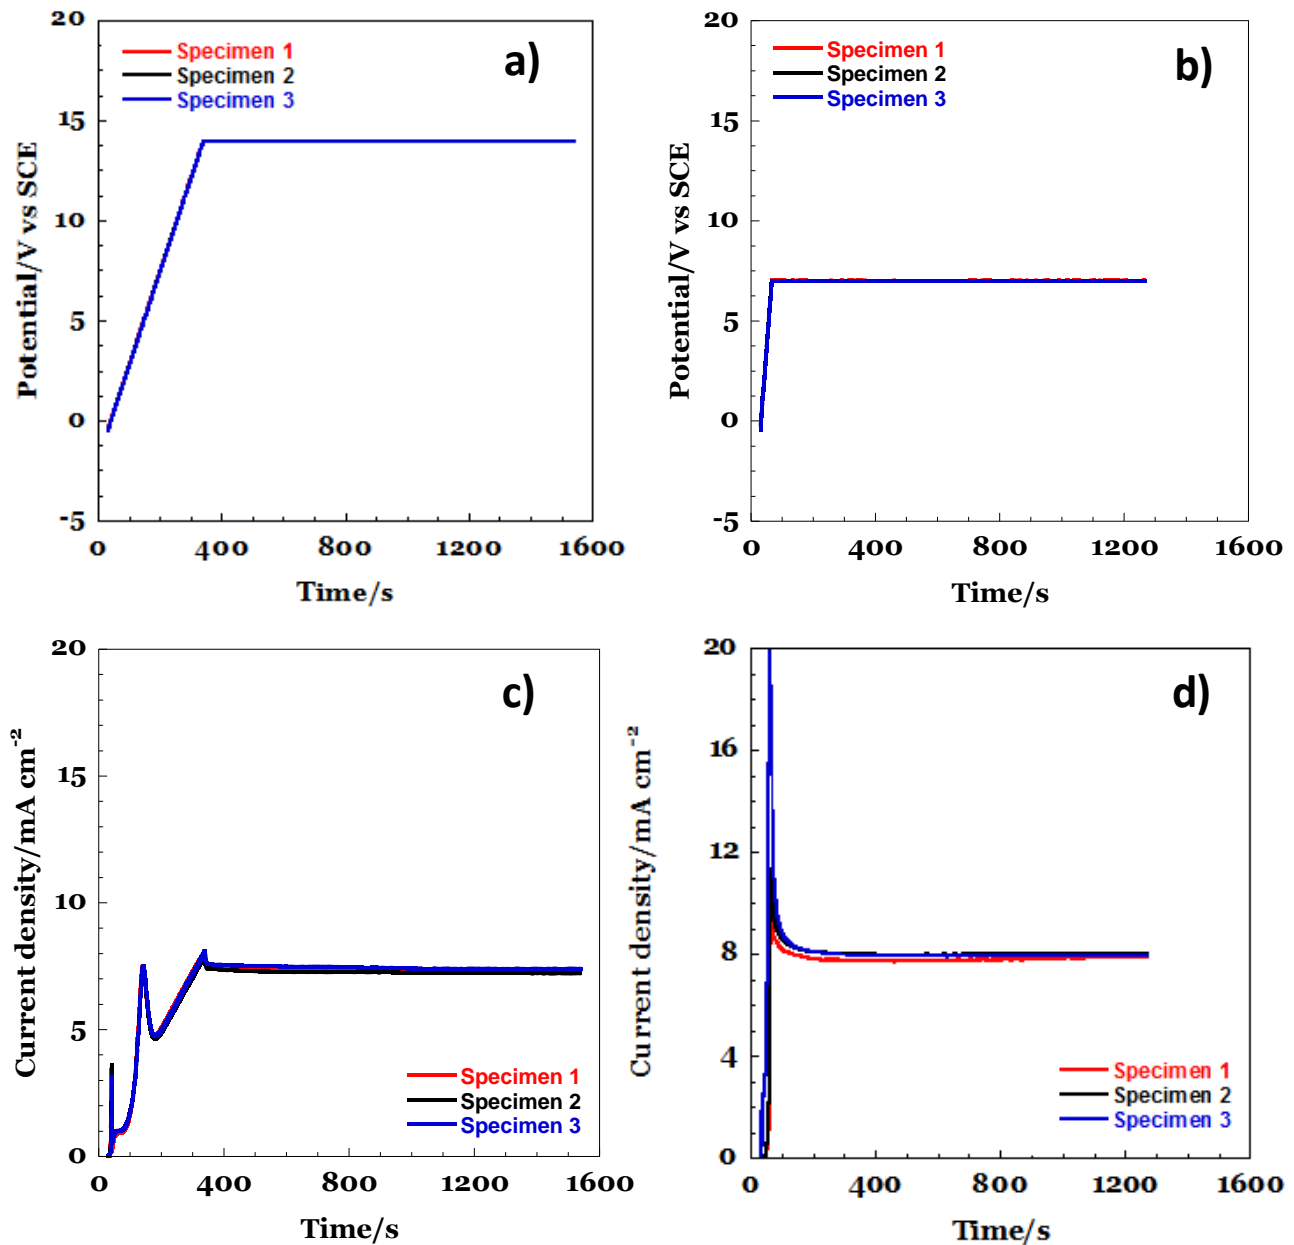 20
Specimen 1
Specimen 2
Specimen 3
a)
15
10
5
0
-5
Potential/V vs SCE
0 400 800 1200 1600
Time/s
20
Specimen 1
Specimen 2
Specimen 3
b)
15
10
5
0
-5
Potential/V vs SCE
0 400 800 1200 1600
Time/s
20
c)
15
10
5
0
Current density/mA cm⁻²
Specimen 1
Specimen 2
Specimen 3
0 400 800 1200 1600
Time/s
20
d)
16
12
8
4
0
Current density/mA cm⁻²
Specimen 1
Specimen 2
Specimen 3
0 400 800 1200 1600
Time/s